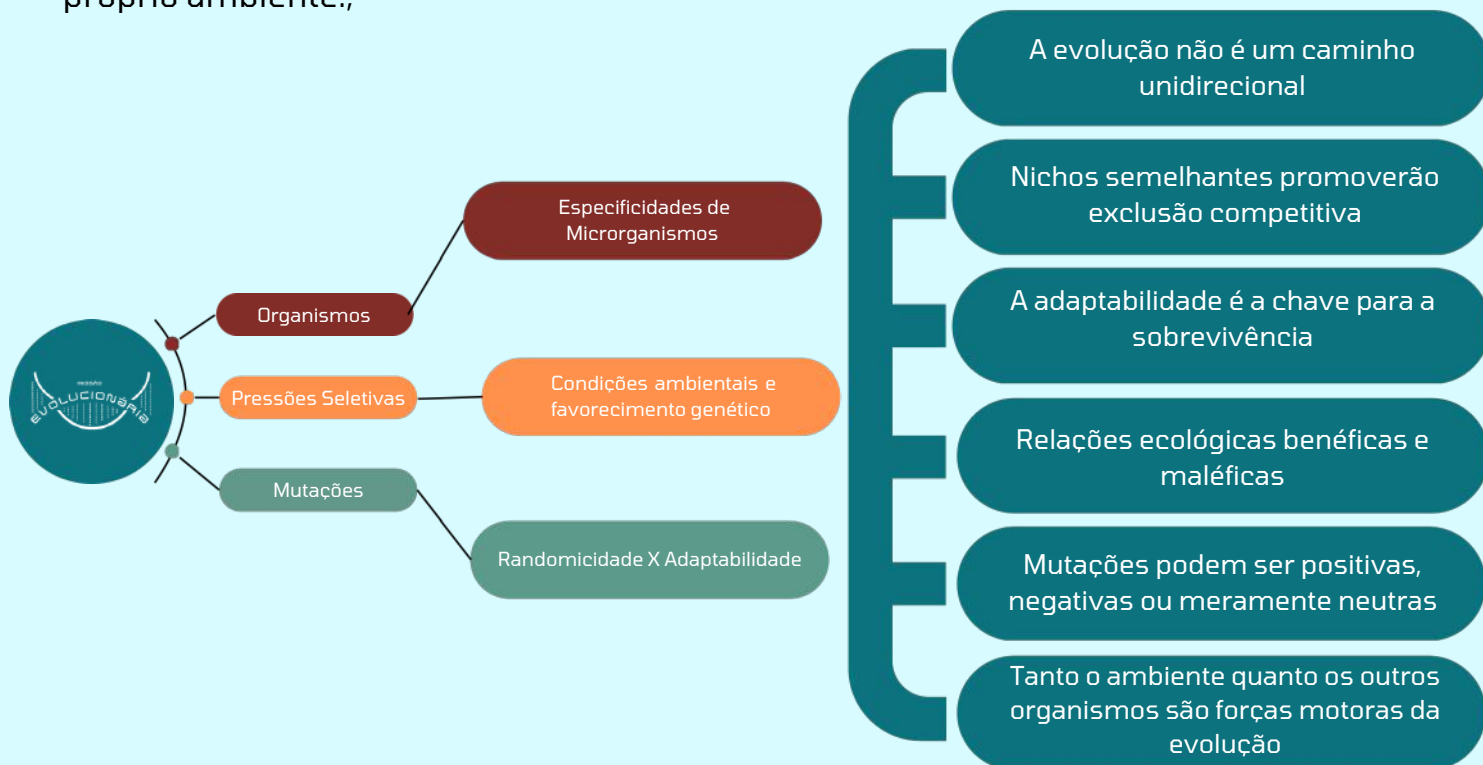 próprio ambiente.,
A evolução não é um caminho
unidirecional
Nichos semelhantes promoverão
exclusão competitiva
Especificidades de
Microrganismos
A adaptabilidade é a chave para a
sobrevivência
Organismos
Pressões Seletivas
Condições ambientais e
favorecimento genético
EVOLUCIONÁRIA
Relações ecológicas benéficas e
maléficas
Mutações
Randomicidade X Adaptabilidade
Mutações podem ser positivas,
negativas ou meramente neutras
Tanto o ambiente quanto os outros
organismos são forças motoras da
evolução